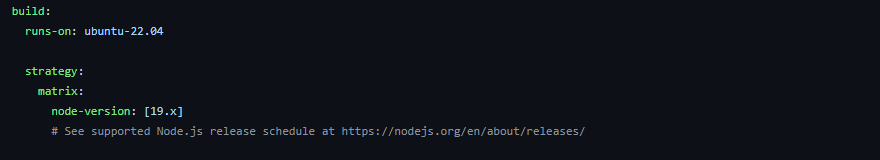 build:
runs-on: ubuntu-22.04
strategy:
matrix:
node-version: [19.x]
# See supported Node.js release schedule at https://nodejs.org/en/about/releases/